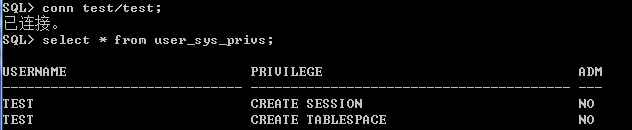 SQL> conn test/test;
已连接。
SQL> select * from user_sys_privs;
USERNAME PRIVILEGE ADM
------------------------------ ---------------------------------------- ---
TEST CREATE SESSION NO
TEST CREATE TABLESPACE NO